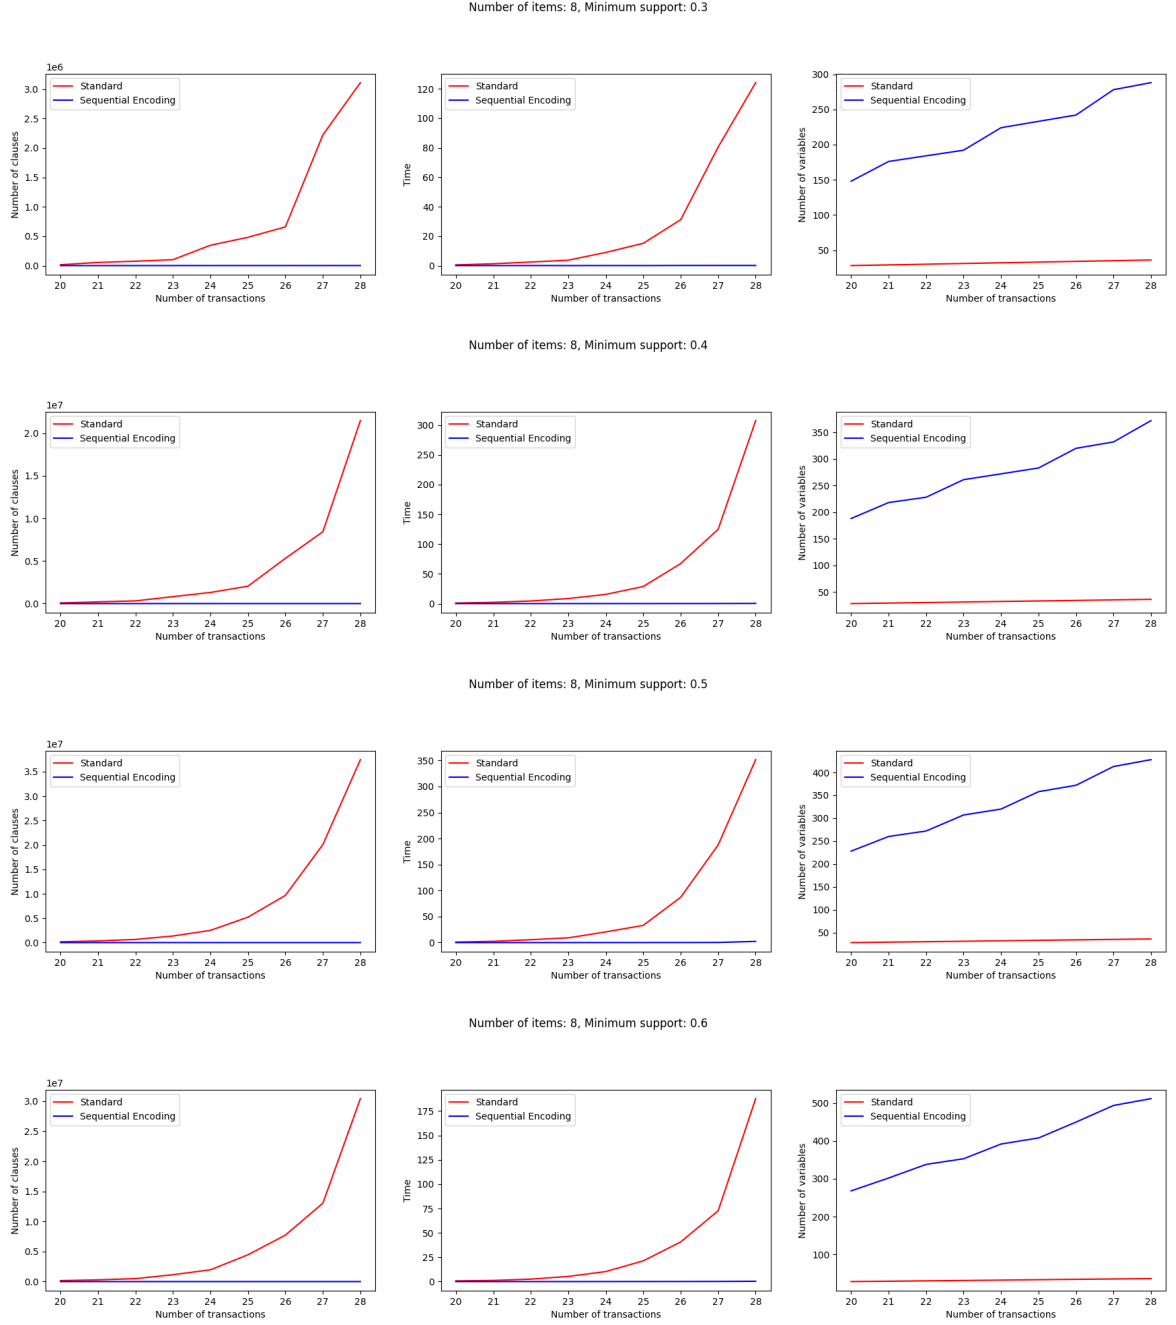 Number of items: 8, Minimum support: 0.3
1e6
Standard
Sequential Encoding
3.0
2.5
2.0
1.5
1.0
0.5
0.0
Number of clauses
20 21 22 23 24 25 26 27 28
Number of transactions
Standard
Sequential Encoding
120
100
80
60
40
20
0
Time
20 21 22 23 24 25 26 27 28
Number of transactions
Standard
Sequential Encoding
300
250
200
150
100
50
Number of variables
20 21 22 23 24 25 26 27 28
Number of transactions
Number of items: 8, Minimum support: 0.4
1e7
Standard
Sequential Encoding
2.0
1.5
1.0
0.5
0.0
Number of clauses
20 21 22 23 24 25 26 27 28
Number of transactions
Standard
Sequential Encoding
300
250
200
150
100
50
0
Time
20 21 22 23 24 25 26 27 28
Number of transactions
Standard
Sequential Encoding
350
300
250
200
150
100
50
Number of variables
20 21 22 23 24 25 26 27 28
Number of transactions
Number of items: 8, Minimum support: 0.5
1e7
Standard
Sequential Encoding
3.5
3.0
2.5
2.0
1.5
1.0
0.5
0.0
Number of clauses
20 21 22 23 24 25 26 27 28
Number of transactions
Standard
Sequential Encoding
350
300
250
200
150
100
50
0
Time
20 21 22 23 24 25 26 27 28
Number of transactions
Standard
Sequential Encoding
400
350
300
250
200
150
100
50
Number of variables
20 21 22 23 24 25 26 27 28
Number of transactions
Number of items: 8, Minimum support: 0.6
1e7
Standard
Sequential Encoding
3.0
2.5
2.0
1.5
1.0
0.5
0.0
Number of clauses
20 21 22 23 24 25 26 27 28
Number of transactions
Standard
Sequential Encoding
175
150
125
100
75
50
25
0
Time
20 21 22 23 24 25 26 27 28
Number of transactions
Standard
Sequential Encoding
500
400
300
200
100
Number of variables
20 21 22 23 24 25 26 27 28
Number of transactions